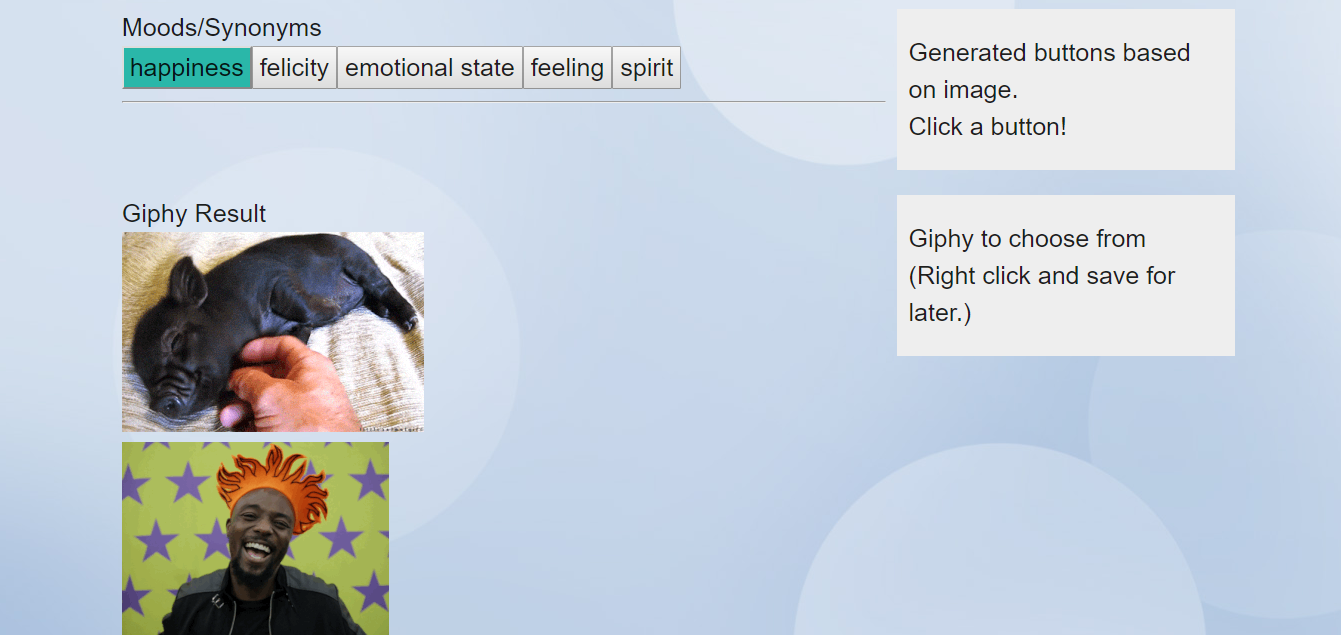 Moods/Synonyms
happiness felicity emotional state feeling spirit
Generated buttons based
on image.
Click a button!
Giphy Result
Giphy to choose from
(Right click and save for
later.)